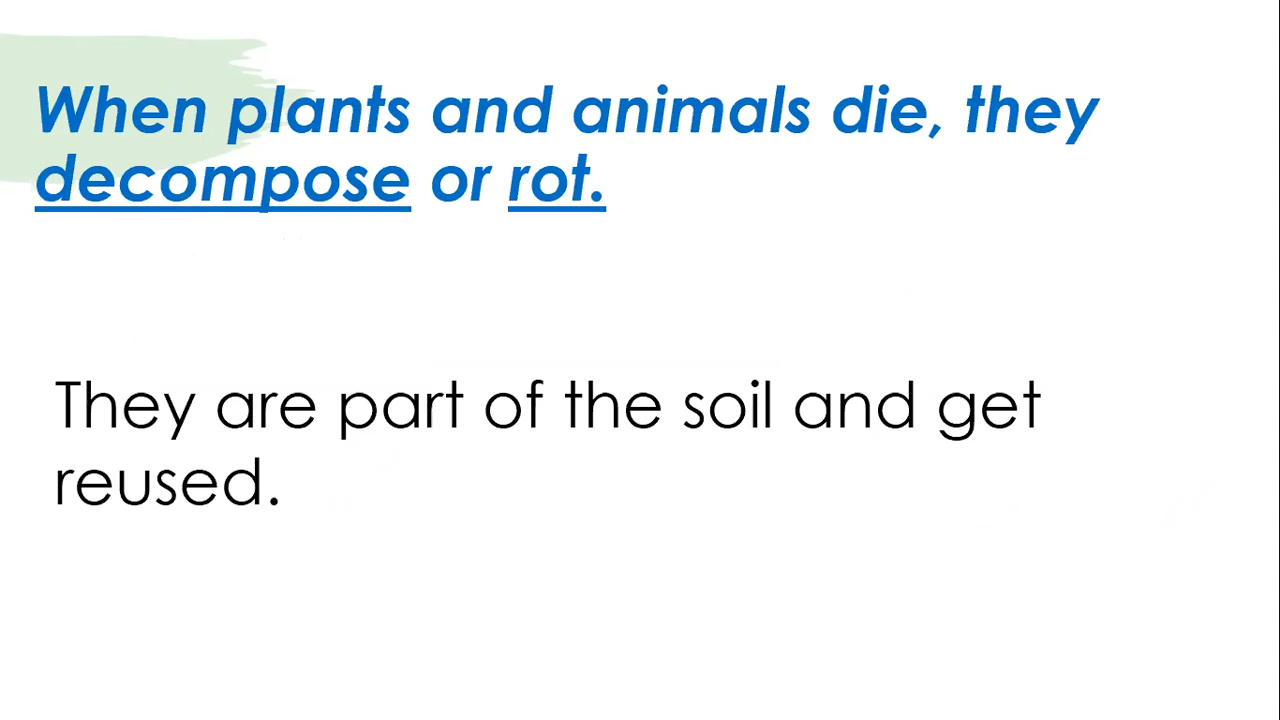 When plants and animals die, they
decompose or rot.
They are part of the soil and get
reused.